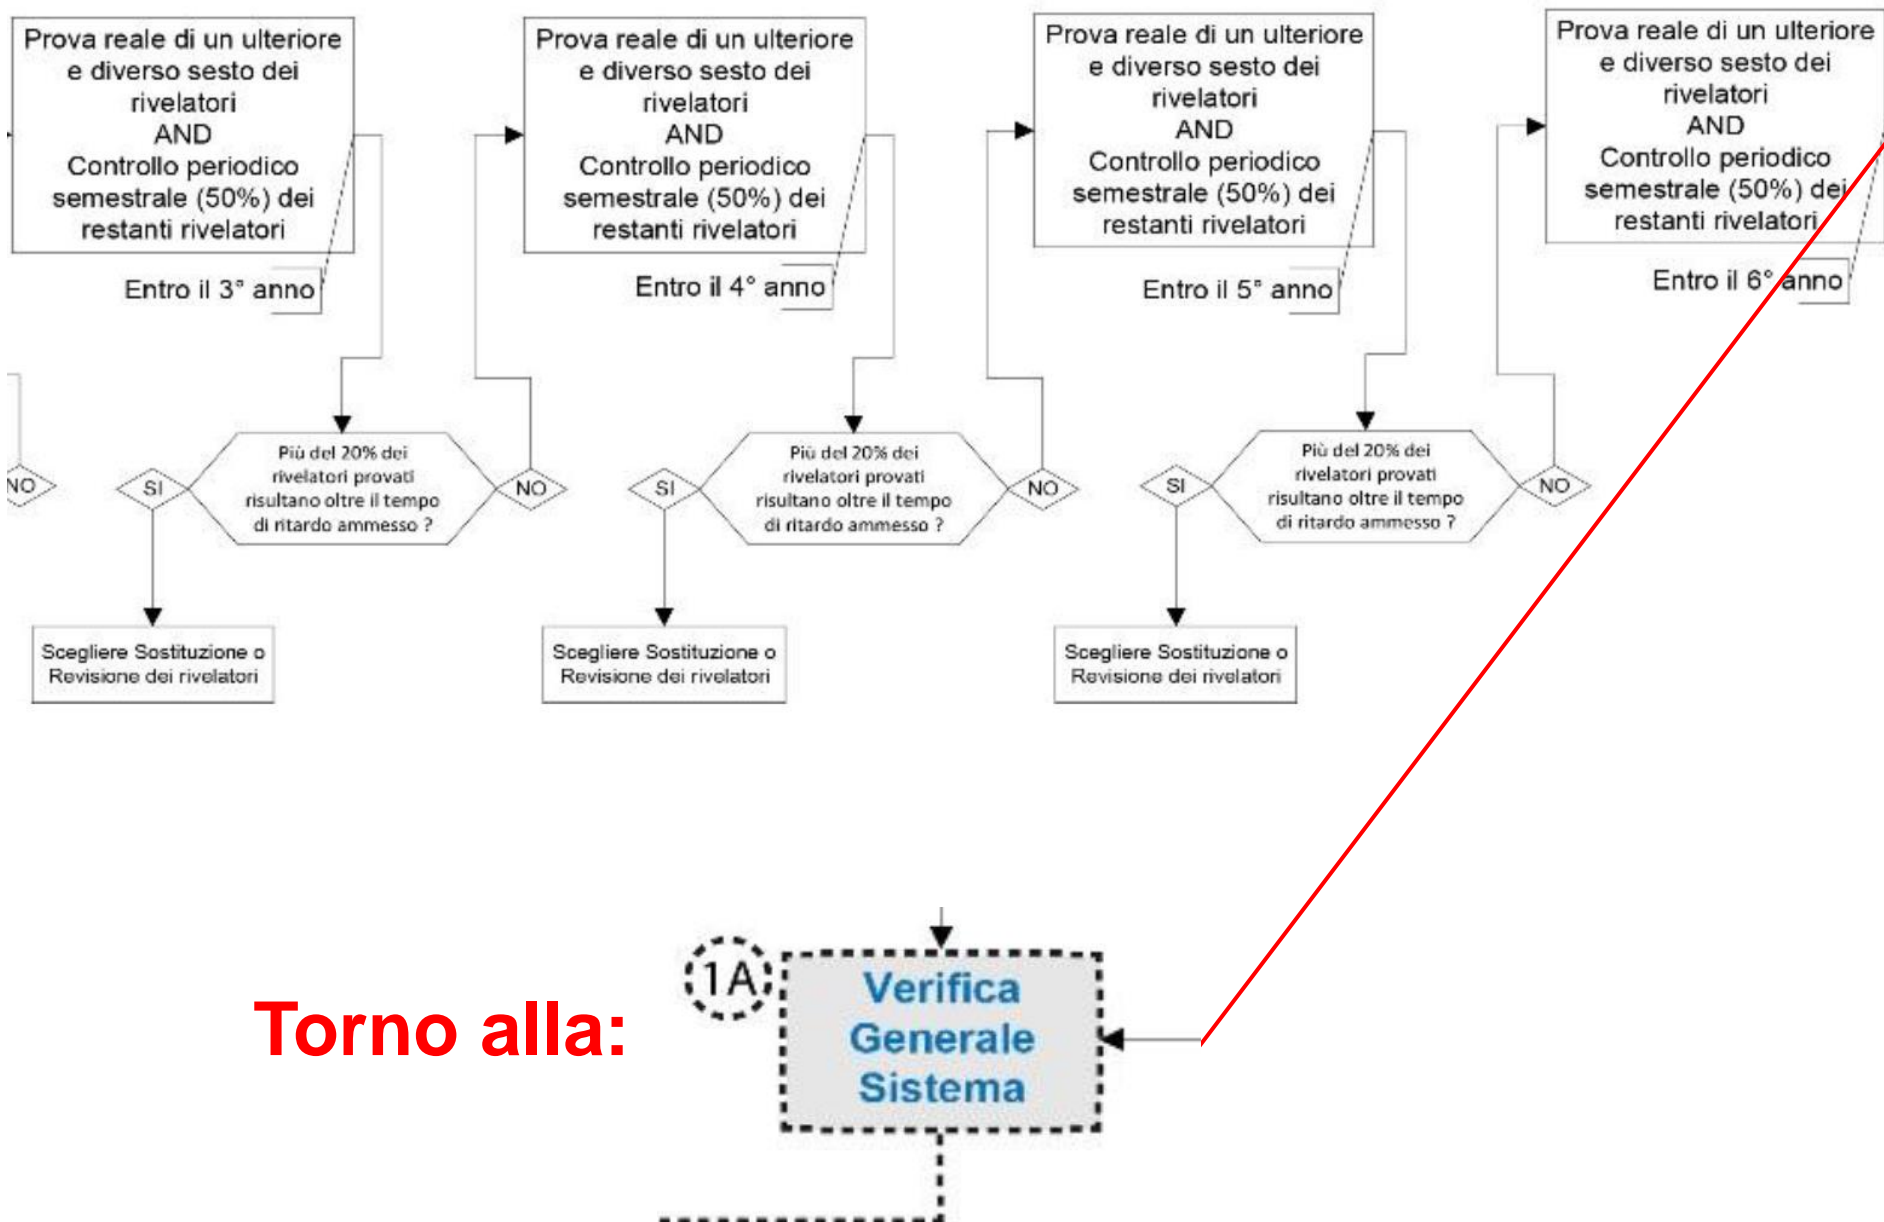 Prova reale di un ulteriore
e diverso sesto dei
rivelatori
AND
Controllo periodico
semestrale (50%) dei
restanti rivelatori
Entro il 3° anno
Prova reale di un ulteriore
e diverso sesto dei
rivelatori
AND
Controllo periodico
semestrale (50%) dei
restanti rivelatori
Entro il 4° anno
Prova reale di un ulteriore
e diverso sesto dei
rivelatori
AND
Controllo periodico
semestrale (50%) dei
restanti rivelatori
Entro il 5° anno
Prova reale di un ulteriore
e diverso sesto dei
rivelatori
AND
Controllo periodico
semestrale (50%) dei
restanti rivelatori
Entro il 6° anno
NO
SI
Più del 20% dei
rivelatori provati
risultano oltre il tempo
di ritardo ammesso ?
NO
SI
Più del 20% dei
rivelatori provati
risultano oltre il tempo
di ritardo ammesso ?
NO
SI
Più del 20% dei
rivelatori provati
risultano oltre il tempo
di ritardo ammesso ?
NO
Scegliere Sostituzione o
Revisione dei rivelatori
Scegliere Sostituzione o
Revisione dei rivelatori
Scegliere Sostituzione o
Revisione dei rivelatori
Torno alla:
1A
Verifica
Generale
Sistema